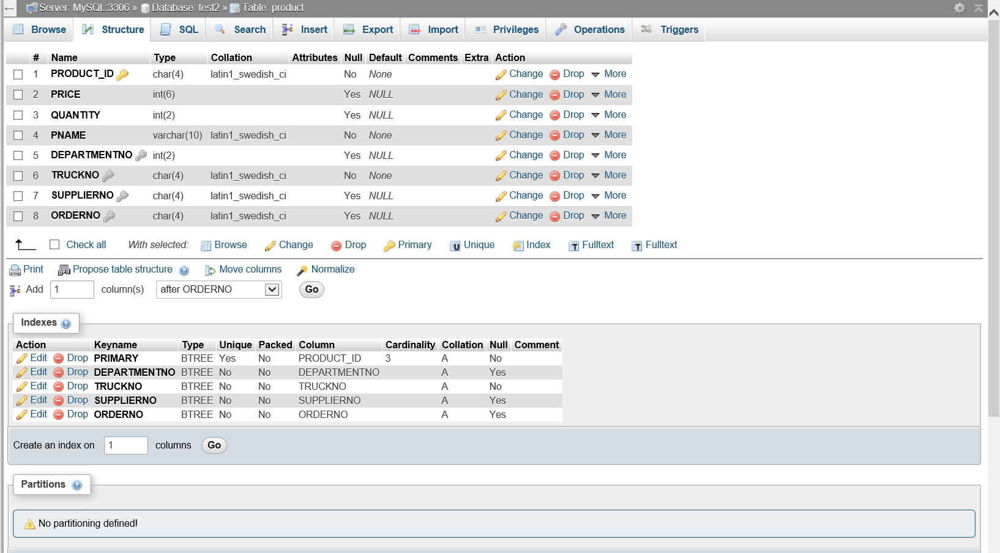 Server: MySQL:3306 » Database: test2 » Table: product
Browse Structure SQL Search Insert Export Import Privileges Operations Triggers
# Name Type Collation Attributes Null Default Comments Extra Action
1 PRODUCT_ID char(4) latin1_swedish_ci No None Change Drop More
2 PRICE int(6) Yes NULL Change Drop More
3 QUANTITY int(2) Yes NULL Change Drop More
4 PNAME varchar(10) latin1_swedish_ci No None Change Drop More
5 DEPARTMENTNO int(2) Yes NULL Change Drop More
6 TRUCKNO char(4) latin1_swedish_ci No None Change Drop More
7 SUPPLIERNO char(4) latin1_swedish_ci Yes NULL Change Drop More
8 ORDERNO char(4) latin1_swedish_ci Yes NULL Change Drop More
Check all With selected: Browse Change Drop Primary Unique Index Fulltext Fulltext
Print Propose table structure Move columns Normalize
Add 1 column(s) after ORDERNO Go
Indexes
Action Keyname Type Unique Packed Column Cardinality Collation Null Comment
Edit Drop PRIMARY BTREE Yes No PRODUCT_ID 3 A No
Edit Drop DEPARTMENTNO BTREE No No DEPARTMENTNO A Yes
Edit Drop TRUCKNO BTREE No No TRUCKNO A No
Edit Drop SUPPLIERNO BTREE No No SUPPLIERNO A Yes
Edit Drop ORDERNO BTREE No No ORDERNO A Yes
Create an index on 1 columns Go
Partitions
No partitioning defined!